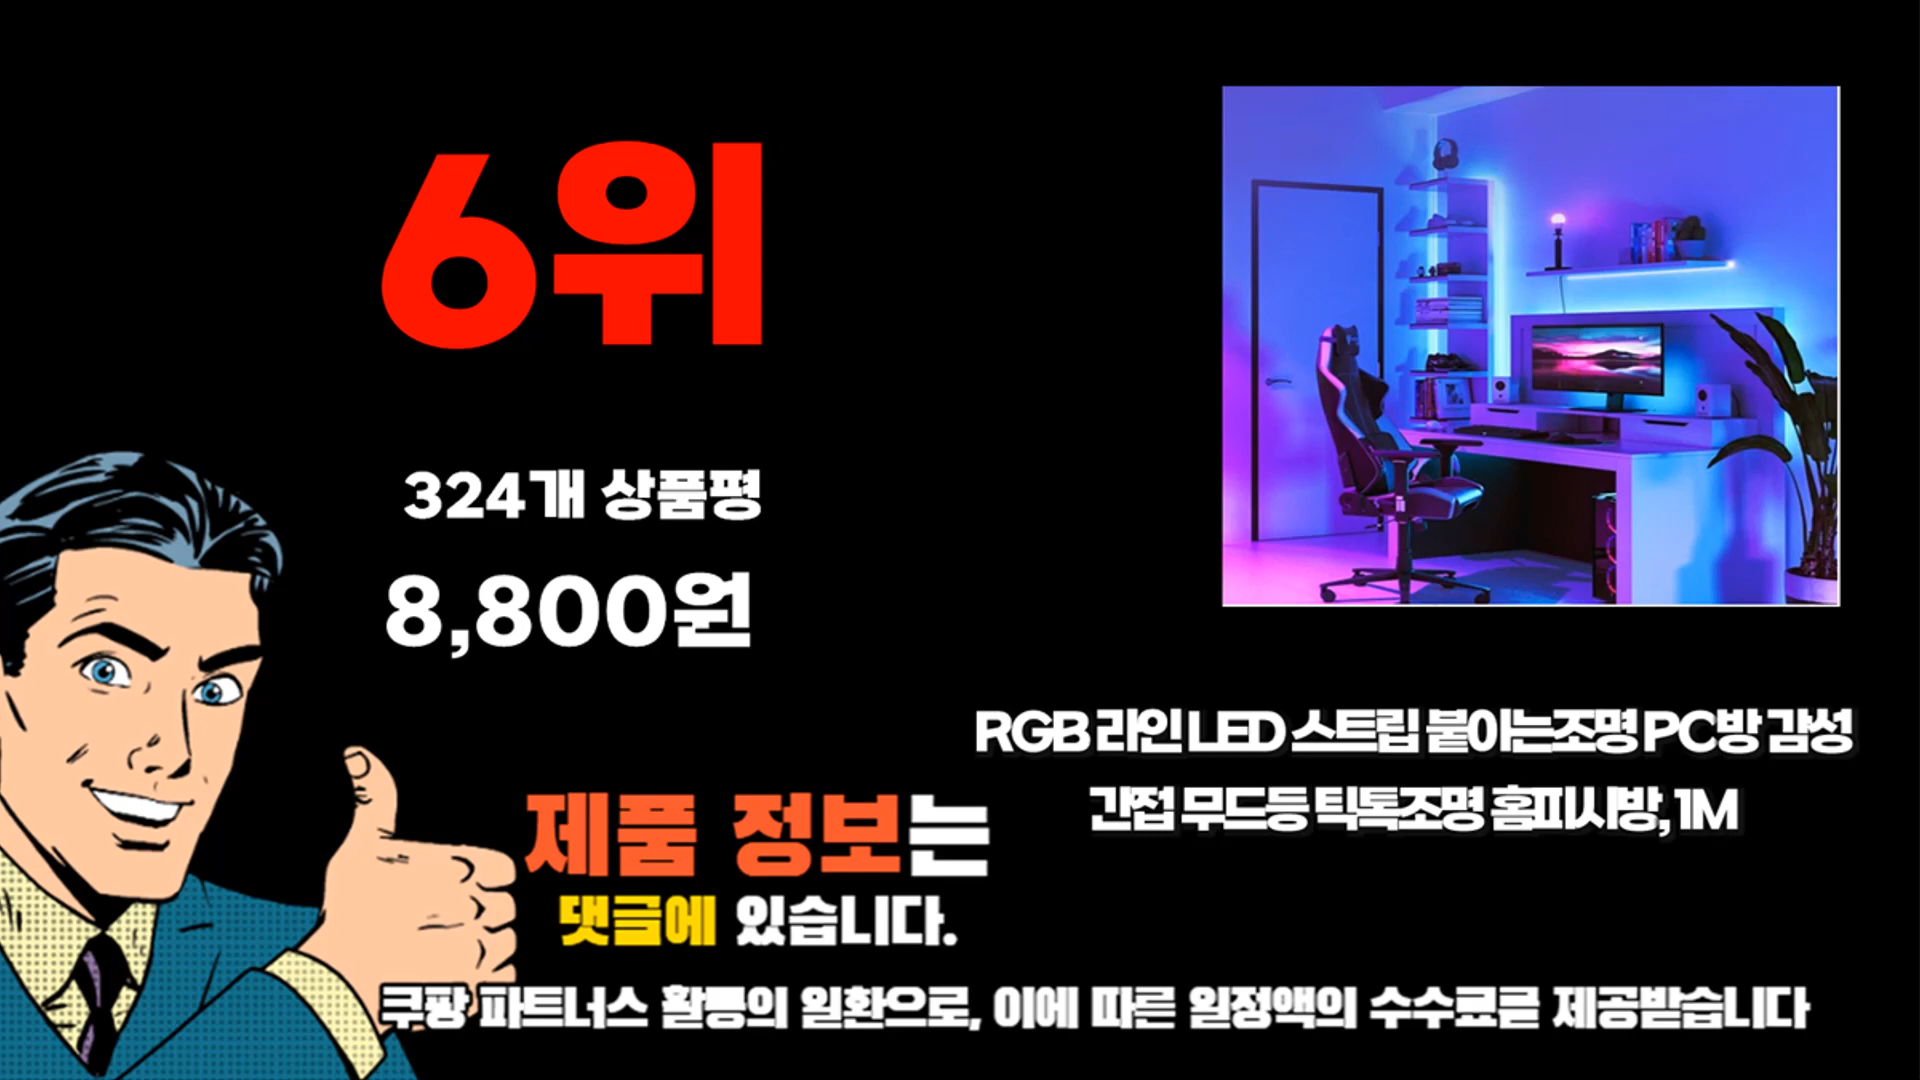 6위
324개 상품평
8,800원
RGB 라인 LED 스트립 붙이는조명 PC방 감성
간접 무드등 틱톡조명 홈피시방, 1M
제품 정보는
댓글에 있습니다.
쿠팡 파트너스 활동의 일환으로, 이에 따른 일정액의 수수료를 제공받습니다